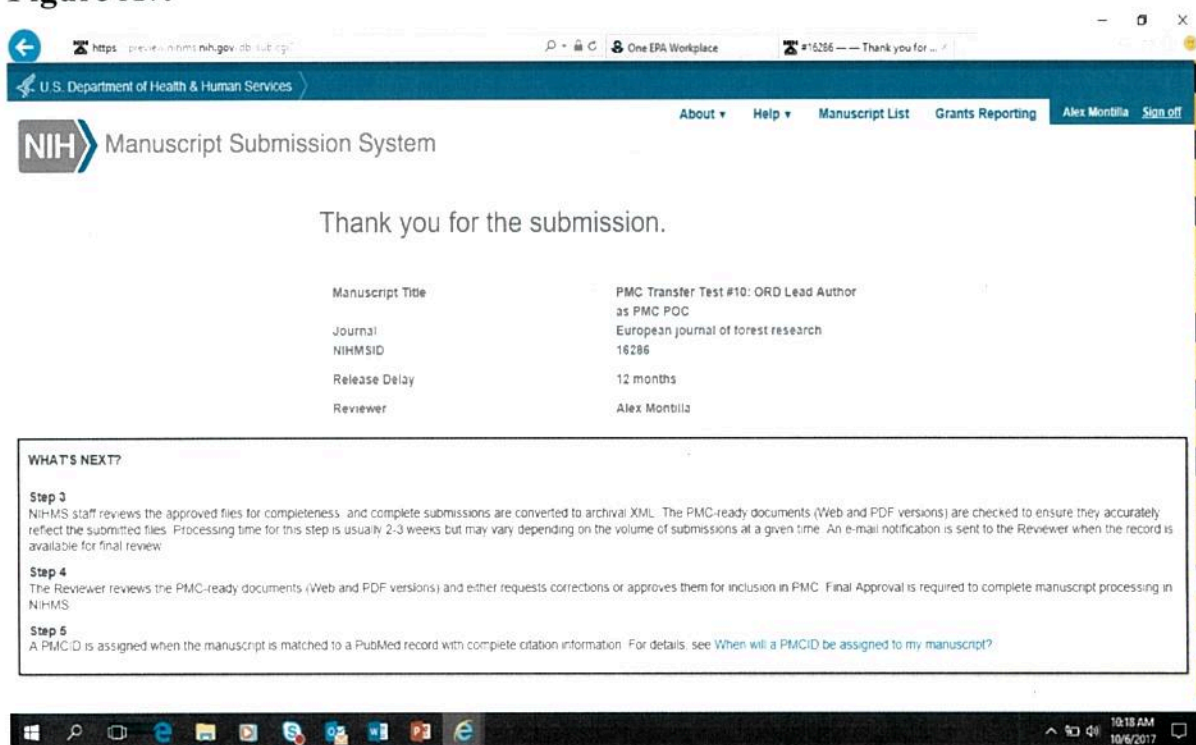 https
nih.gov
One EPA Workplace
#16286 — — Thank you for ...
U.S. Department of Health & Human Services
About Help Manuscript List Grants Reporting Alex Montilla Sign off
NIH Manuscript Submission System
Thank you for the submission.
Manuscript Title PMC Transfer Test #10: ORD Lead Author
as PMC POC
Journal European journal of forest research
NIHMSID 16286
Release Delay 12 months
Reviewer Alex Montilla
WHAT'S NEXT?
Step 3
NIHMS staff reviews the approved files for completeness, and complete submissions are converted to archival XML. The PMC-ready documents (Web and PDF versions) are checked to ensure they accurately
reflect the submitted files. Processing time for this step is usually 2-3 weeks but may vary depending on the volume of submissions at a given time. An e-mail notification is sent to the Reviewer when the record is
available for final review
Step 4
The Reviewer reviews the PMC-ready documents (Web and PDF versions) and either requests corrections or approves them for inclusion in PMC. Final Approval is required to complete manuscript processing in
NIHMS
Step 5
A PMCID is assigned when the manuscript is matched to a PubMed record with complete citation information. For details, see When will a PMCID be assigned to my manuscript?
10:18 AM
10/6/2017